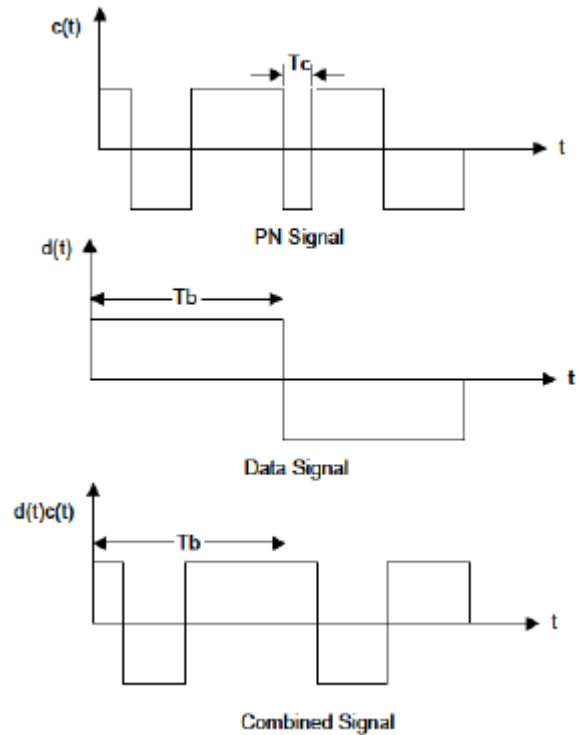 c(t)
Tc
t
PN Signal
d(t)
Tb
t
Data Signal
d(t)c(t)
Tb
t
Combined Signal